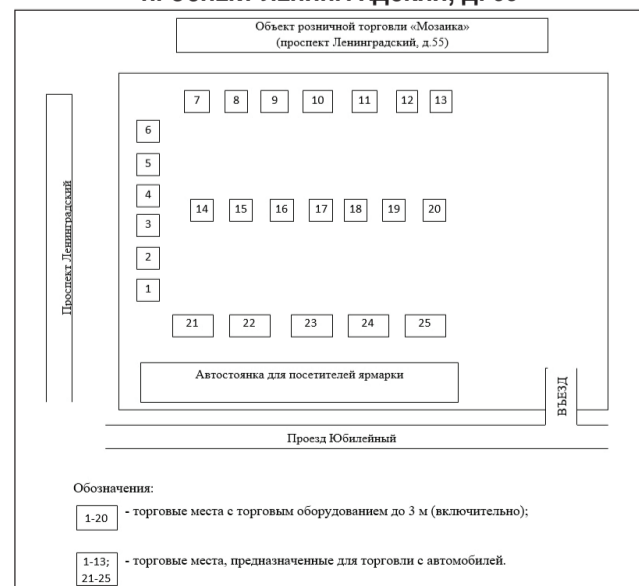 ПРОСПЕКТ ЛЕНИНГРАДСКИЙ, Д. 55
Объект розничной торговли «Мозаика»
(проспект Ленинградский, д.55)
7 8 9 10 11 12 13
6
5
4
14 15 16 17 18 19 20
3
2
1
21 22 23 24 25
Проспект Ленинградский
Автостоянка для посетителей ярмарки
ВЪЕЗД
Проезд Юбилейный
Обозначения:
1-20 - торговые места с торговым оборудованием до 3 м (включительно);
1-13; - торговые места, предназначенные для торговли с автомобилей.
21-25